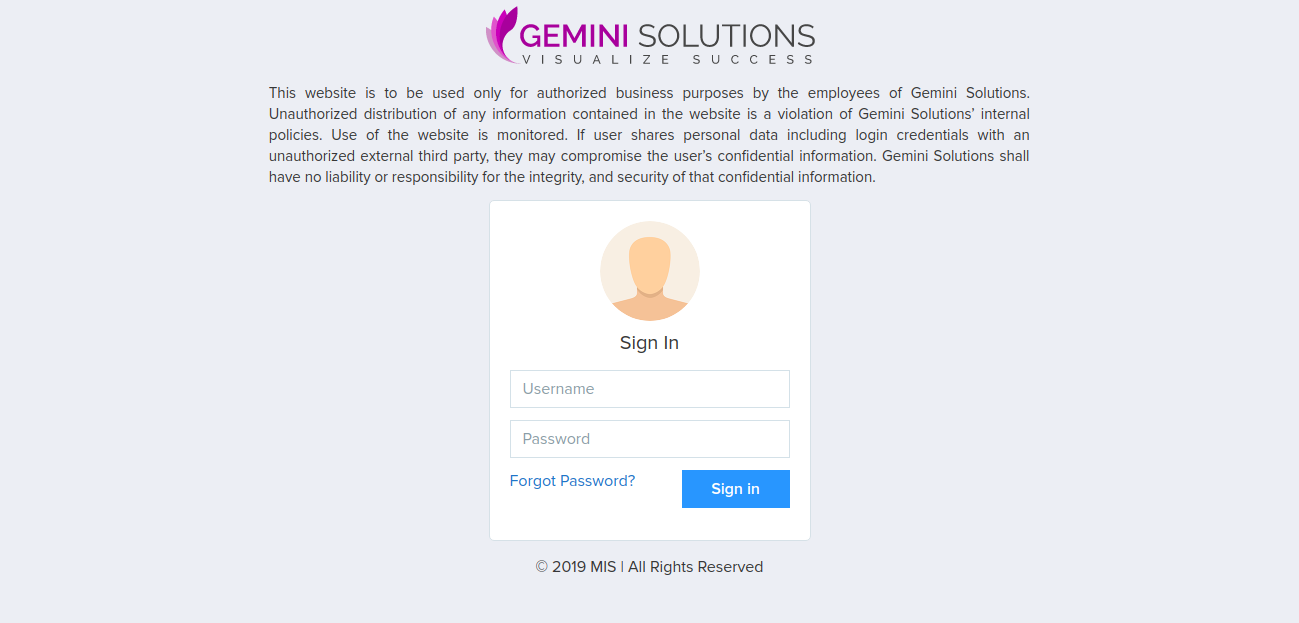 GEMINI SOLUTIONS
VISUALIZE SUCCESS
This website is to be used only for authorized business purposes by the employees of Gemini Solutions.
Unauthorized distribution of any information contained in the website is a violation of Gemini Solutions’ internal
policies. Use of the website is monitored. If user shares personal data including login credentials with an
unauthorized external third party, they may compromise the user’s confidential information. Gemini Solutions shall
have no liability or responsibility for the integrity, and security of that confidential information.
Sign In
Username
Password
Forgot Password? Sign in
© 2019 MIS | All Rights Reserved